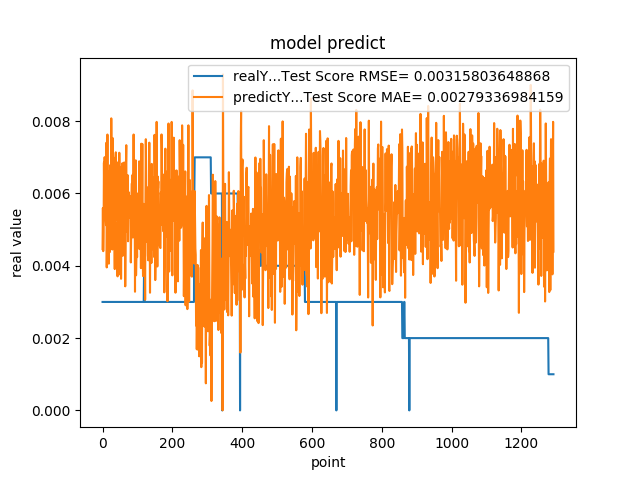 model predict
realY...Test Score RMSE= 0.00315803648868
predictY...Test Score MAE= 0.00279336984159
0.008
0.006
0.004
0.002
0.000
real value
0 200 400 600 800 1000 1200
point